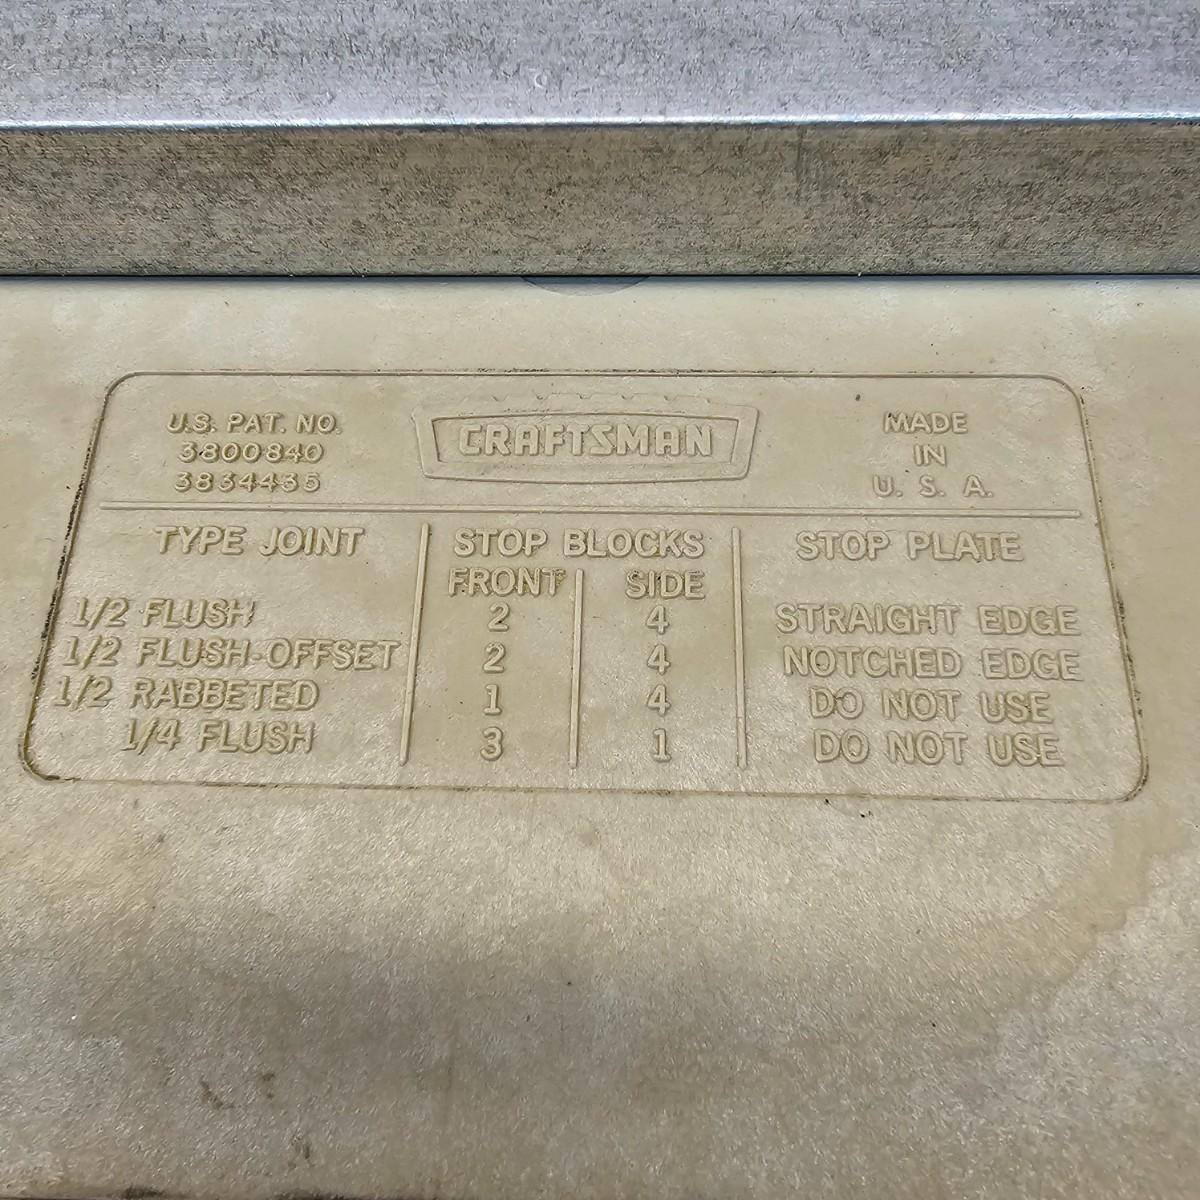 U.S. PAT. NO.
3800840
3834435
CRAFTSMAN
MADE
IN
U. S. A.
TYPE JOINT STOP BLOCKS STOP PLATE
FRONT SIDE
1/2 FLUSH 2 4 STRAIGHT EDGE
1/2 FLUSH-OFFSET 2 4 NOTCHED EDGE
1/2 RABBETED 1 4 DO NOT USE
1/4 FLUSH 3 1 DO NOT USE